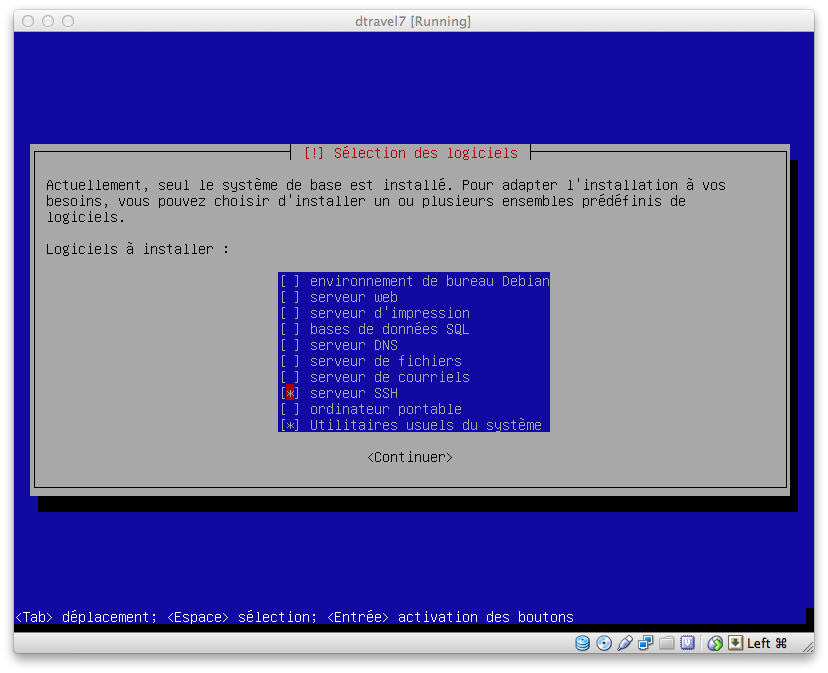 dtravel7 [Running]
[!] Sélection des logiciels
Actuellement, seul le système de base est installé. Pour adapter l'installation à vos
besoins, vous pouvez choisir d'installer un ou plusieurs ensembles prédéfinis de
logiciels.
Logiciels à installer :
[ ] environnement de bureau Debian
[ ] serveur web
[ ] serveur d'impression
[ ] bases de données SQL
[ ] serveur DNS
[ ] serveur de fichiers
[ ] serveur de courriels
[*] serveur SSH
[ ] ordinateur portable
[*] Utilitaires usuels du système
<Continuer>
<Tab> déplacement; <Espace> sélection; <Entrée> activation des boutons
Left ⌘